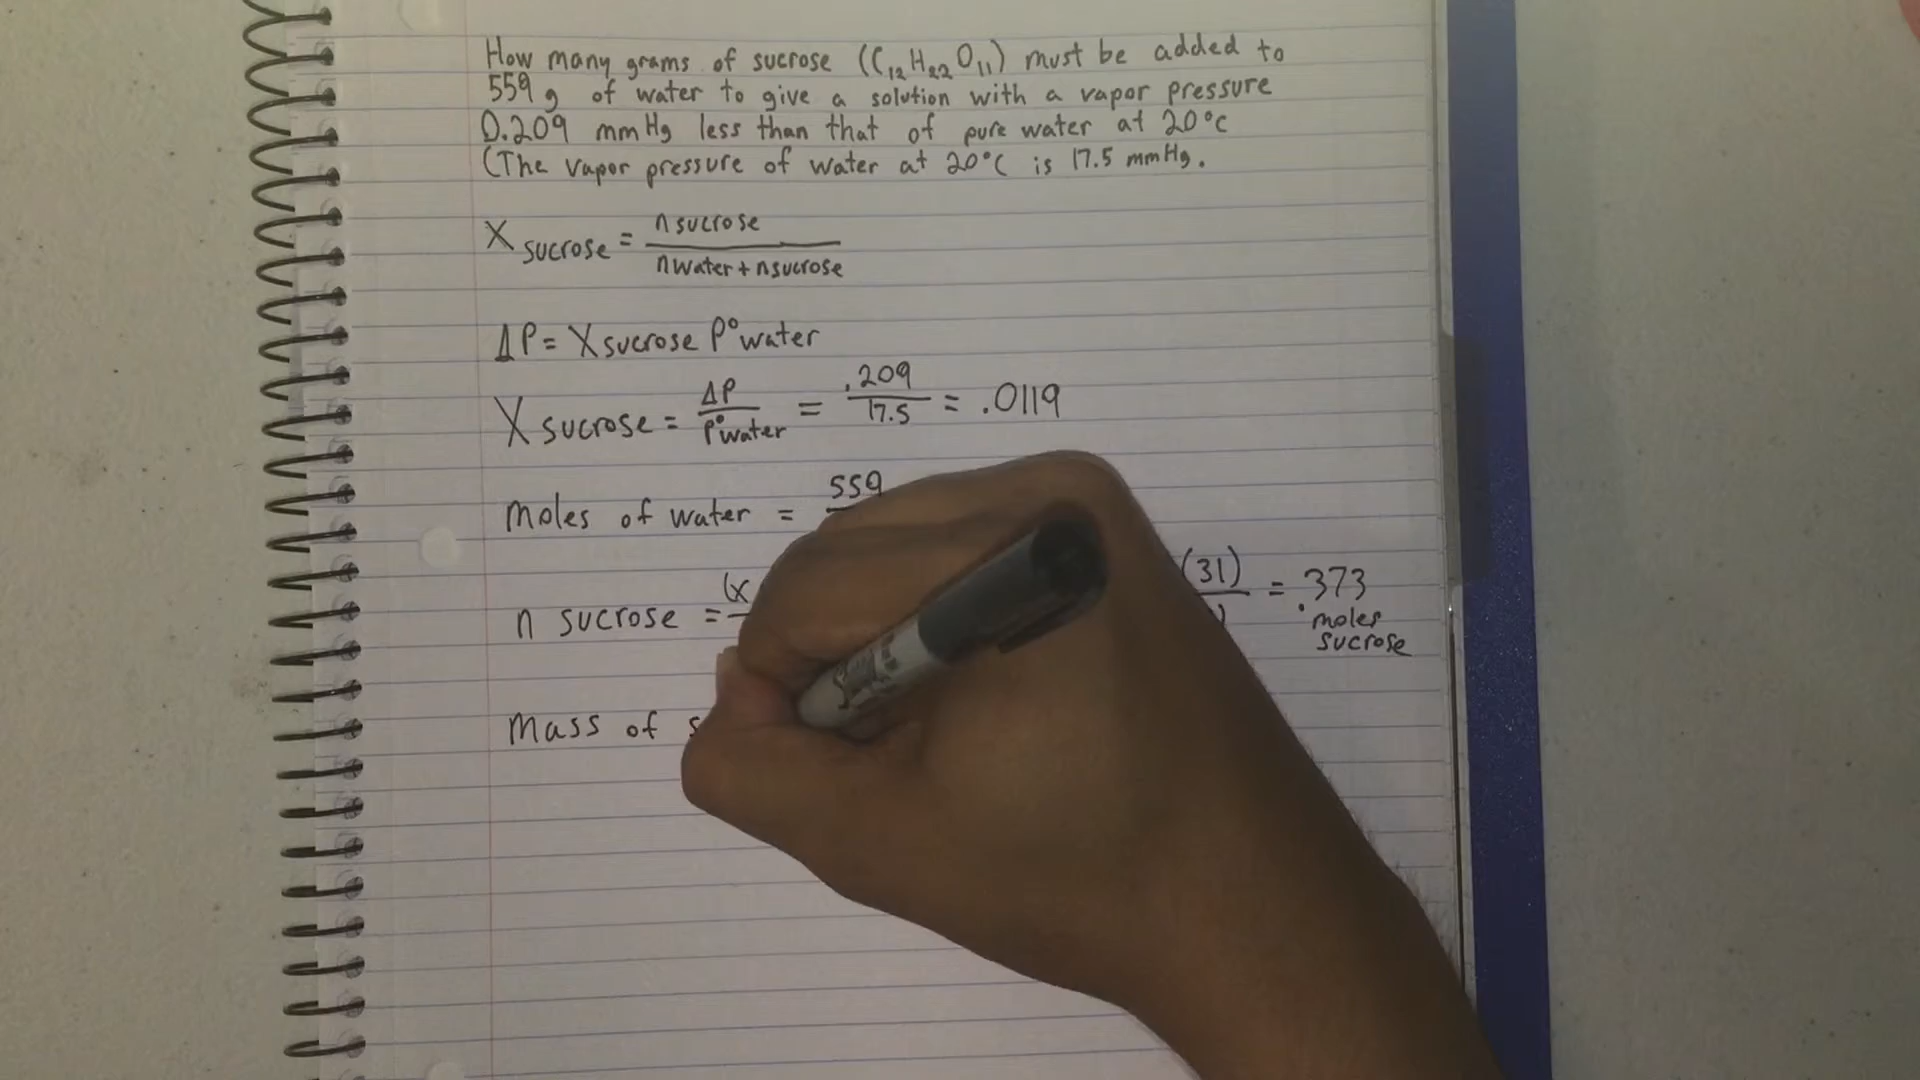 How many grams of sucrose (C₁₂H₂₂O₁₁) must be added to
559 g of water to give a solution with a vapor pressure
0.209 mmHg less than that of pure water at 20°C
(The vapor pressure of water at 20°C is 17.5 mmHg.
X sucrose = n sucrose / n water + n sucrose
ΔP = X sucrose P° water
X sucrose = ΔP / P° water = .209 / 17.5 = .0119
moles of water = 559
n sucrose = (x (31) = .373
moles
sucrose
mass of s